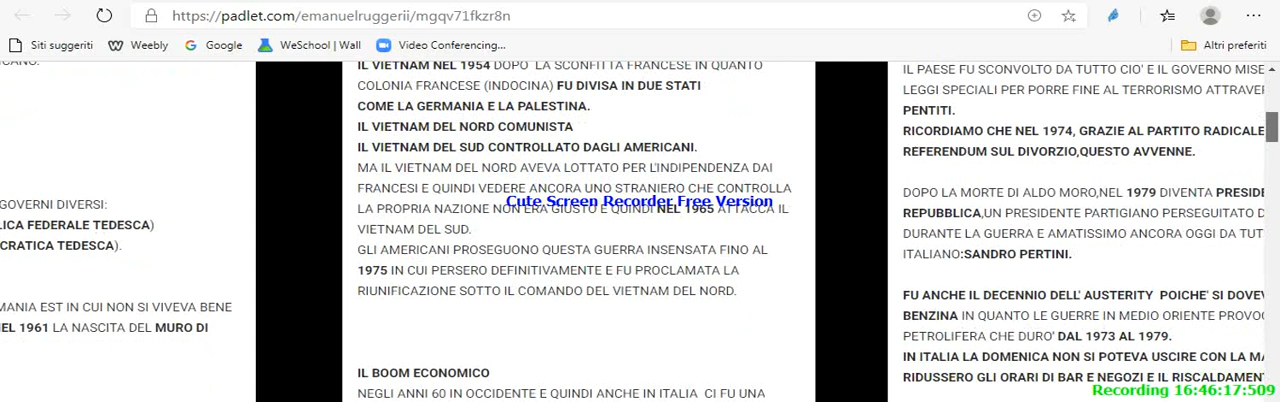 https://padlet.com/emanuelruggerii/mgqv71fkzr8n
Siti suggeriti
Weebly
Google
WeSchool | Wall
Video Conferencing...
Altri preferiti
GOVERNI DIVERSI:
LICA FEDERALE TEDESCA)
CRATICA TEDESCA).
MANIA EST IN CUI NON SI VIVEVA BENE
EL 1961 LA NASCITA DEL MURO DI
IL VIETNAM NEL 1954 DOPO LA SCONFITTA FRANCESE IN QUANTO
COLONIA FRANCESE (INDOCINA) FU DIVISA IN DUE STATI
COME LA GERMANIA E LA PALESTINA.
IL VIETNAM DEL NORD COMUNISTA
IL VIETNAM DEL SUD CONTROLLATO DAGLI AMERICANI.
MA IL VIETNAM DEL NORD AVEVA LOTTATO PER L'INDIPENDENZA DAI
FRANCESI E QUINDI VEDERE ANCORA UNO STRANIERO CHE CONTROLLA
Cute Screen Recorder Free Version
LA PROPRIA NAZIONE NON ERA GIUSTO E QUINDI NEL 1965 ATTACCA IL
VIETNAM DEL SUD.
GLI AMERICANI PROSEGUONO QUESTA GUERRA INSENSATA FINO AL
1975 IN CUI PERSERO DEFINITIVAMENTE E FU PROCLAMATA LA
RIUNIFICAZIONE SOTTO IL COMANDO DEL VIETNAM DEL NORD.
IL BOOM ECONOMICO
NEGLI ANNI 60 IN OCCIDENTE E QUINDI ANCHE IN ITALIA CI FU UNA
IL PAESE FU SCONVOLTO DA TUTTO CIO' E IL GOVERNO MISE
LEGGI SPECIALI PER PORRE FINE AL TERRORISMO ATTRAVER
PENTITI.
RICORDIAMO CHE NEL 1974, GRAZIE AL PARTITO RADICALE
REFERENDUM SUL DIVORZIO,QUESTO AVVENNE.
DOPO LA MORTE DI ALDO MORO,NEL 1979 DIVENTA PRESIDE
REPUBBLICA,UN PRESIDENTE PARTIGIANO PERSEGUITATO D
DURANTE LA GUERRA E AMATISSIMO ANCORA OGGI DA TUT
ITALIANO:SANDRO PERTINI.
FU ANCHE IL DECENNIO DELL' AUSTERITY POICHE' SI DOVEV
BENZINA IN QUANTO LE GUERRE IN MEDIO ORIENTE PROVOC
PETROLIFERA CHE DURO' DAL 1973 AL 1979.
IN ITALIA LA DOMENICA NON SI POTEVA USCIRE CON LA MA
RIDUSSERO GLI ORARI DI BAR E NEGOZI E IL RISCALDAMEN
Recording 16:46:17:509